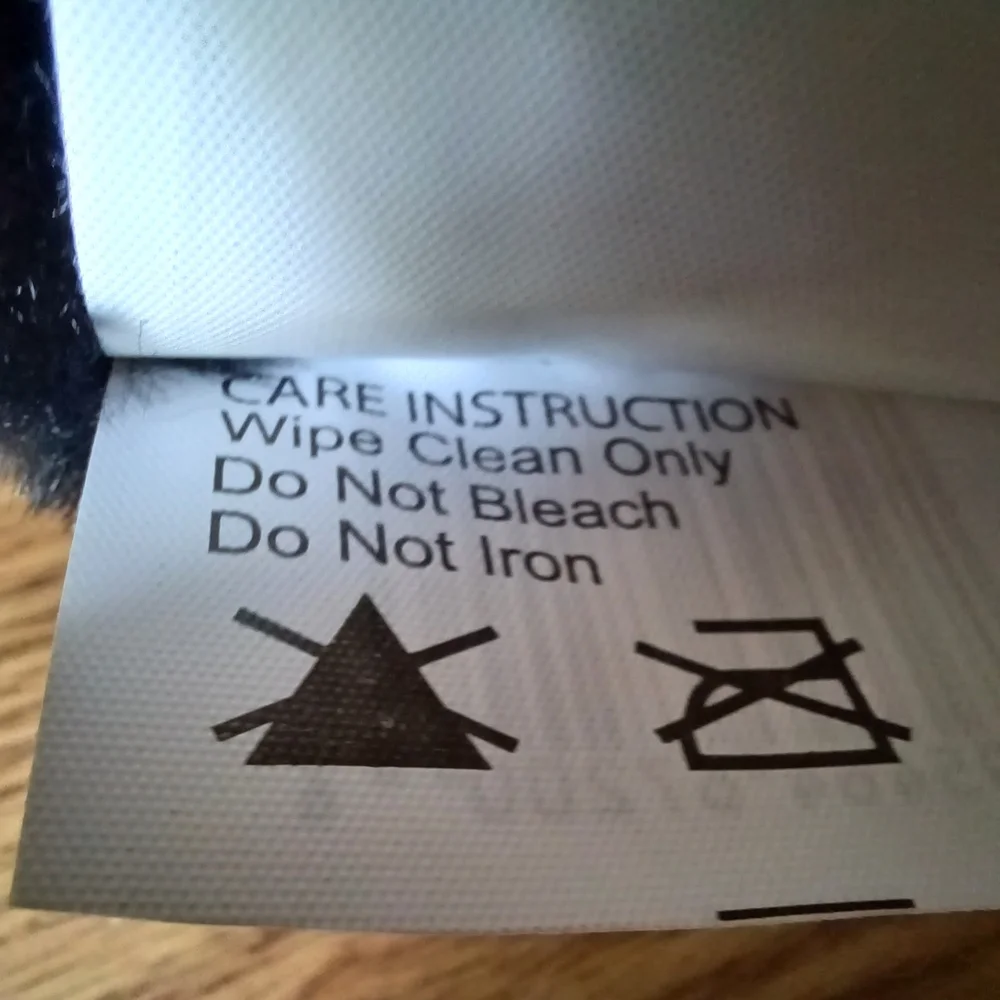 CARE INSTRUCTION
Wipe Clean Only
Do Not Bleach
Do Not Iron